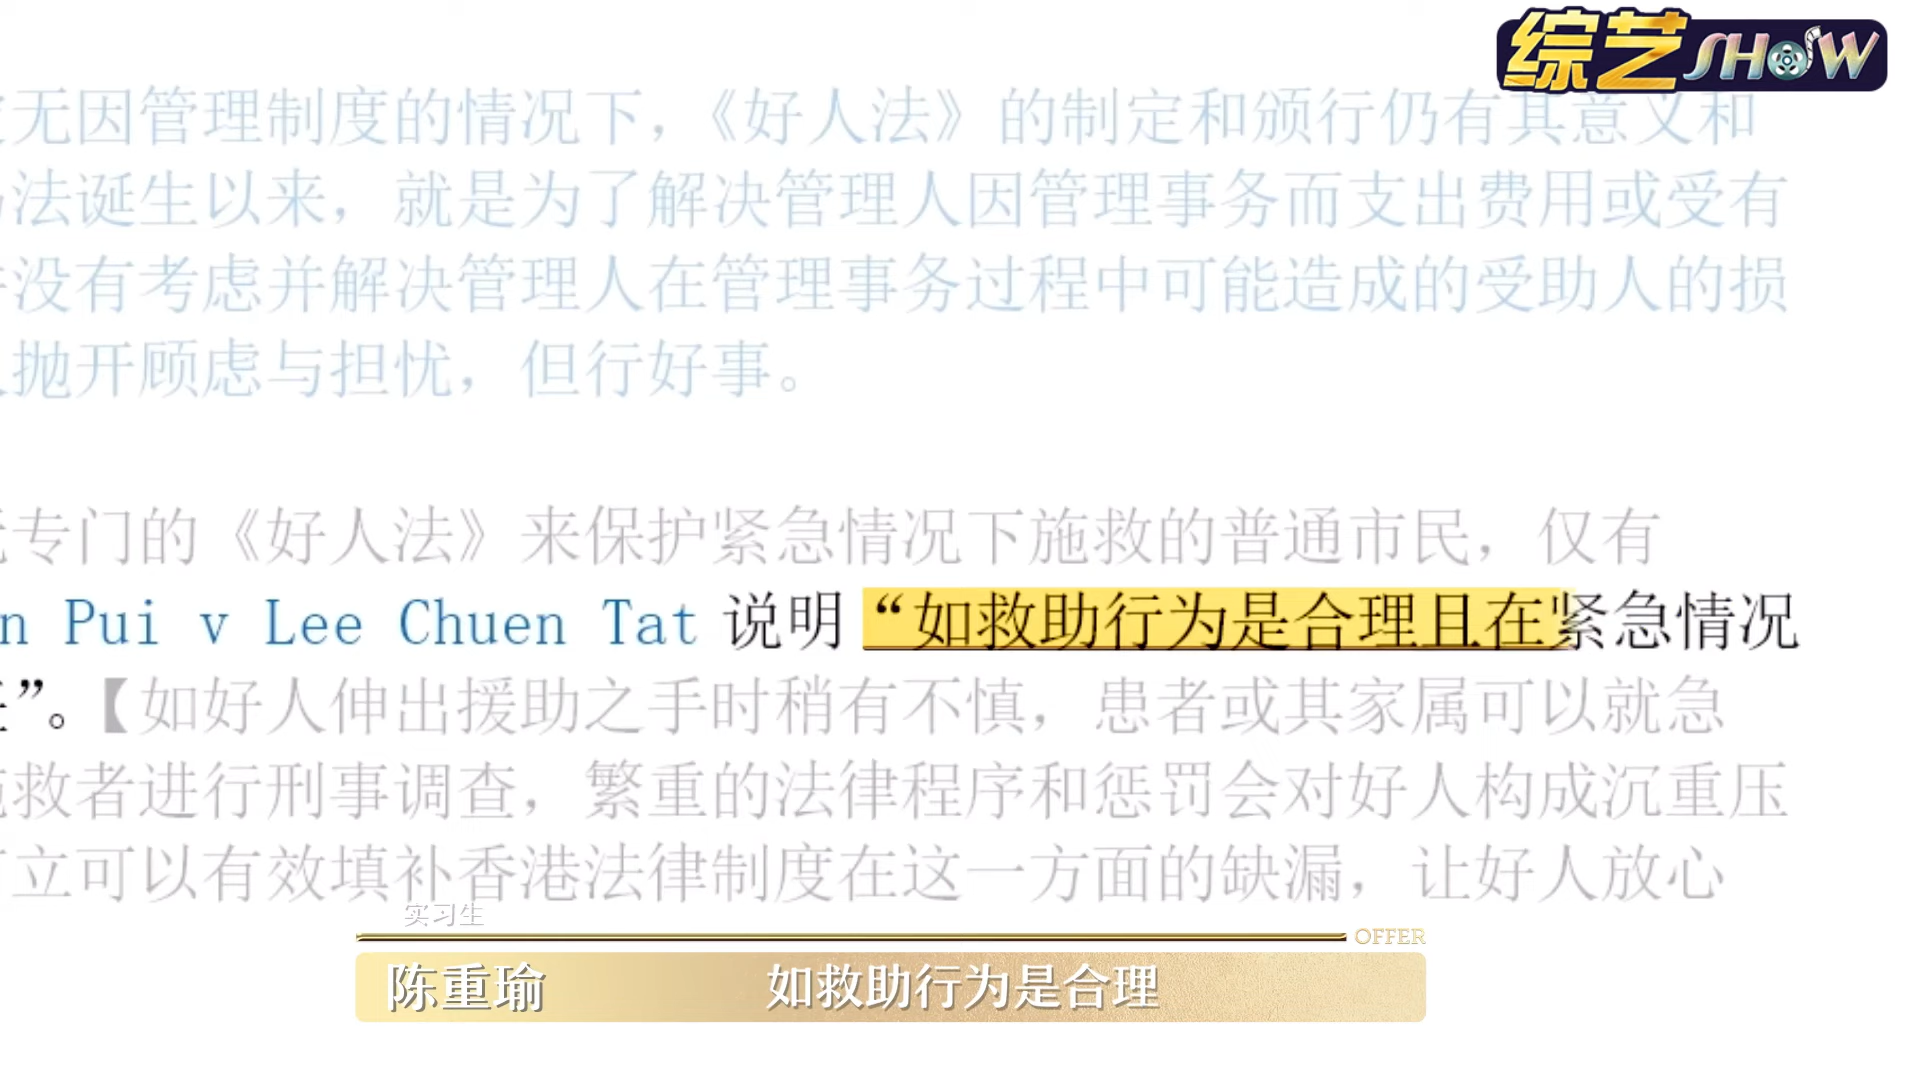 综艺SHOW
无因管理制度的情况下，《好人法》的制定和颁行仍有其意义和
法诞生以来，就是为了解决管理人因管理事务而支出费用或受有
没有考虑并解决管理人在管理事务过程中可能造成的受助人的损
抛开顾虑与担忧，但行好事。
专门的《好人法》来保护紧急情况下施救的普通市民，仅有
n Pui v Lee Chuen Tat 说明“如救助行为是合理且在紧急情况
”。【如好人伸出援助之手时稍有不慎，患者或其家属可以就急
救者进行刑事调查，繁重的法律程序和惩罚会对好人构成沉重压
立可以有效填补香港法律制度在这一方面的缺漏，让好人放心
实习生
OFFER
陈重瑜 如救助行为是合理